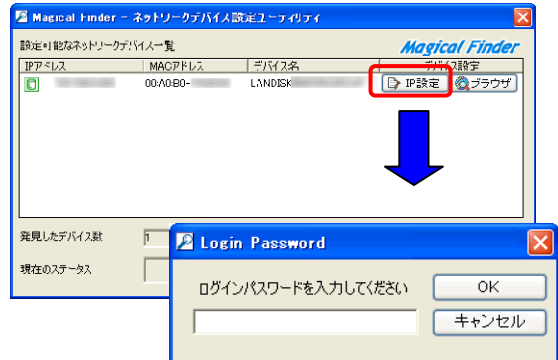 Magical Finder - ネットワークデバイス設定ユーティリティ
設定可能なネットワークデバイス一覧
Magical Finder
IPアドレス MACアドレス デバイス名 デバイス設定
00:A0:B0- LANDISK IP設定 ブラウザ
発見したデバイス数 1
現在のステータス
Login Password
ログインパスワードを入力してください OK
キャンセル